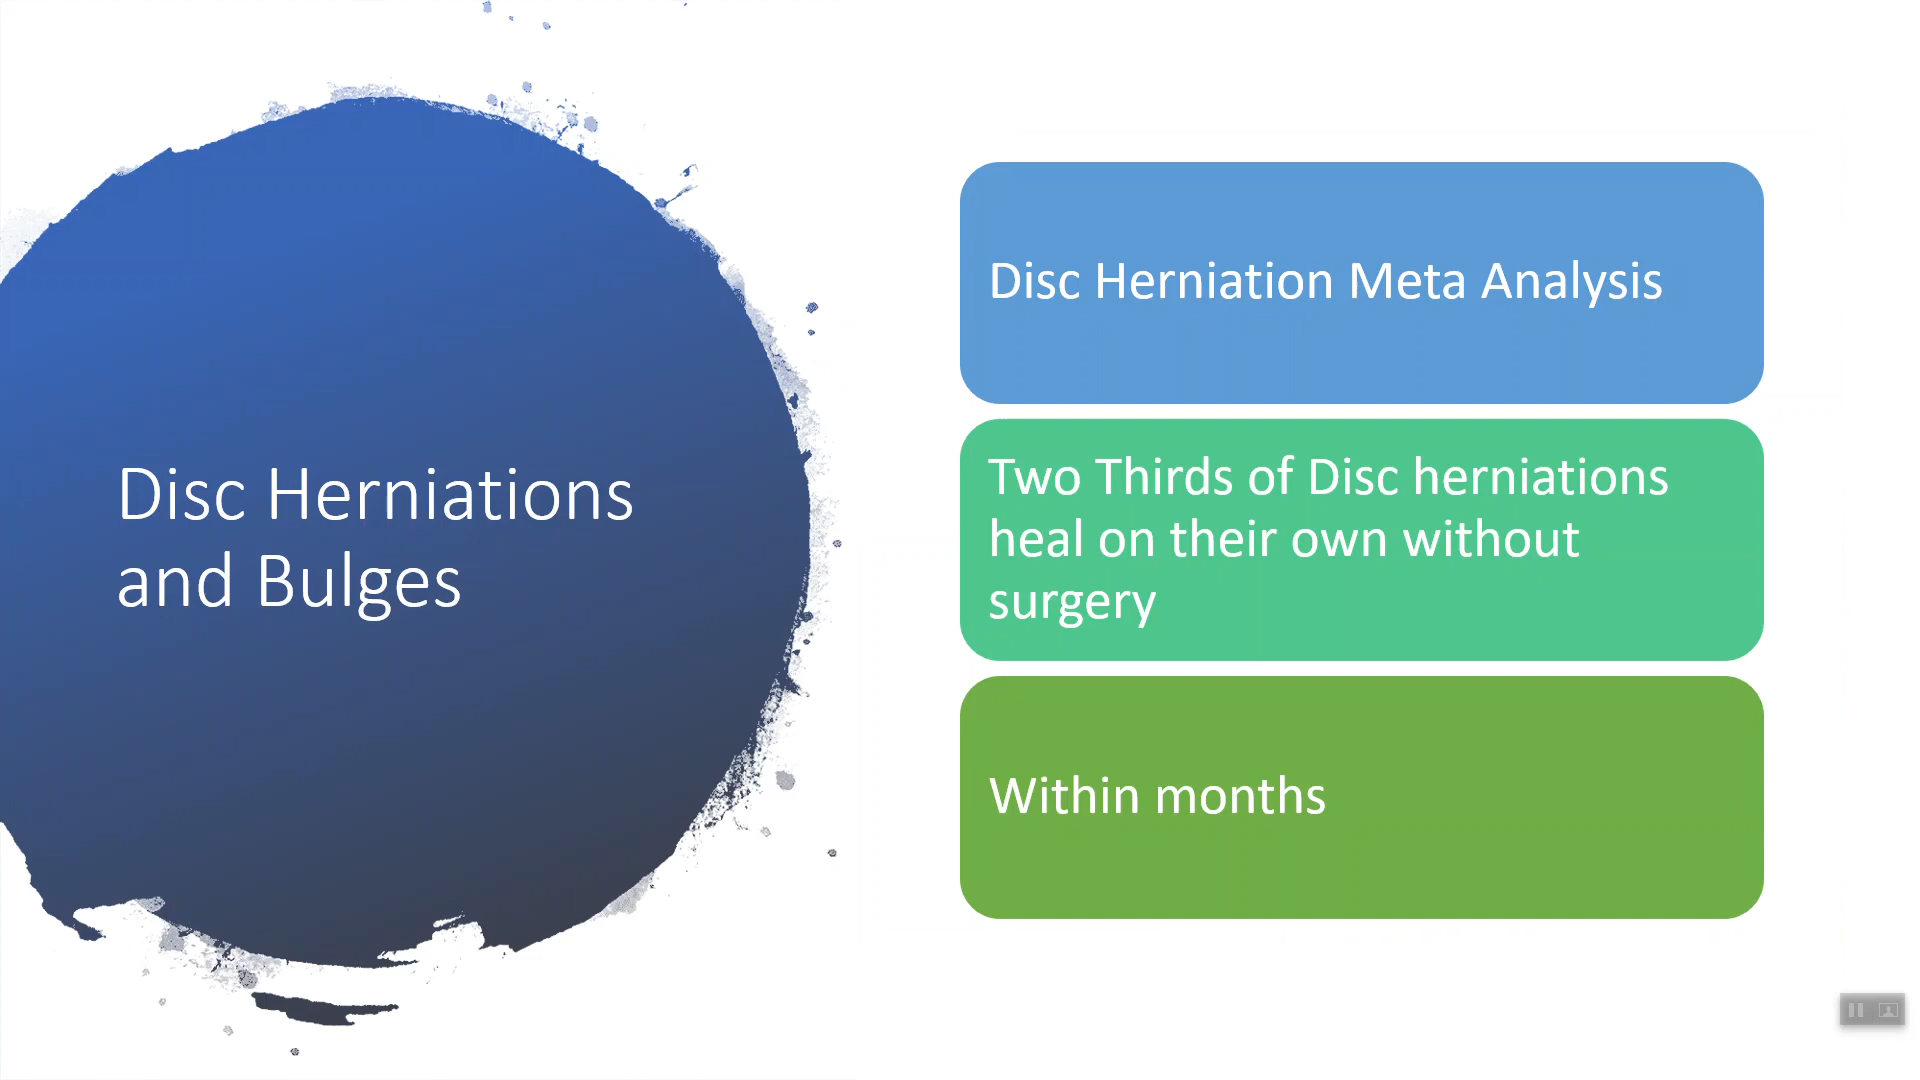 Disc Herniations
and Bulges
Disc Herniation Meta Analysis
Two Thirds of Disc herniations
heal on their own without
surgery
Within months